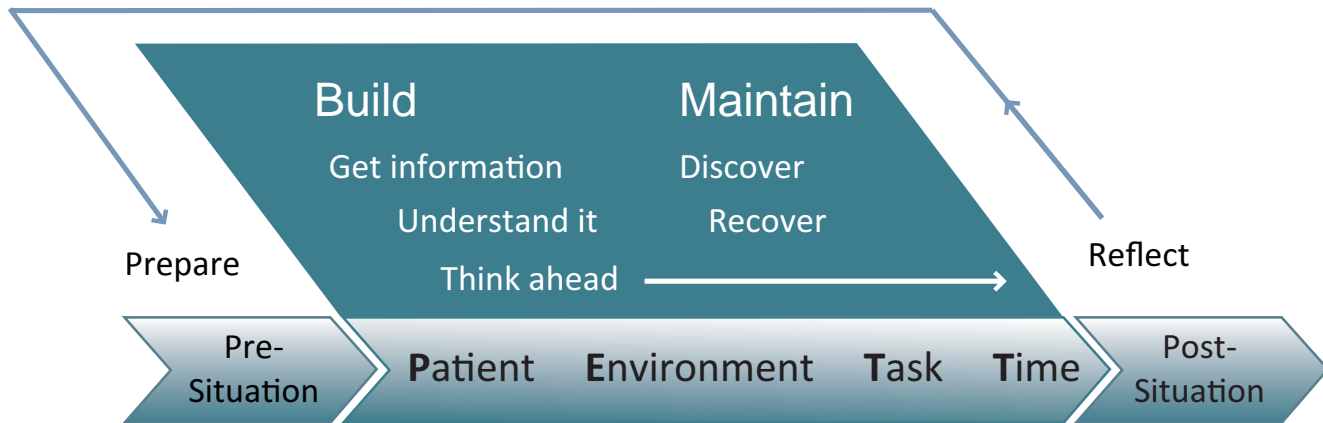 Build
Maintain
Get information
Discover
Understand it
Recover
Think ahead
Prepare
Reflect
Pre-
Situation
Patient Environment Task Time
Post-
Situation